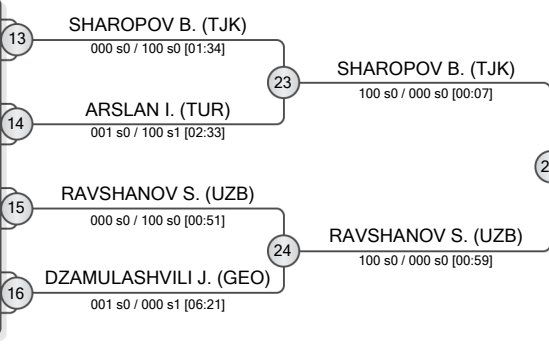 13
SHAROPOV B. (TJK)
000 s0 / 100 s0 [01:34]
23
SHAROPOV B. (TJK)
100 s0 / 000 s0 [00:07]
14
ARSLAN I. (TUR)
001 s0 / 100 s1 [02:33]
15
RAVSHANOV S. (UZB)
000 s0 / 100 s0 [00:51]
24
RAVSHANOV S. (UZB)
100 s0 / 000 s0 [00:59]
16
DZAMULASHVILI J. (GEO)
001 s0 / 000 s1 [06:21]